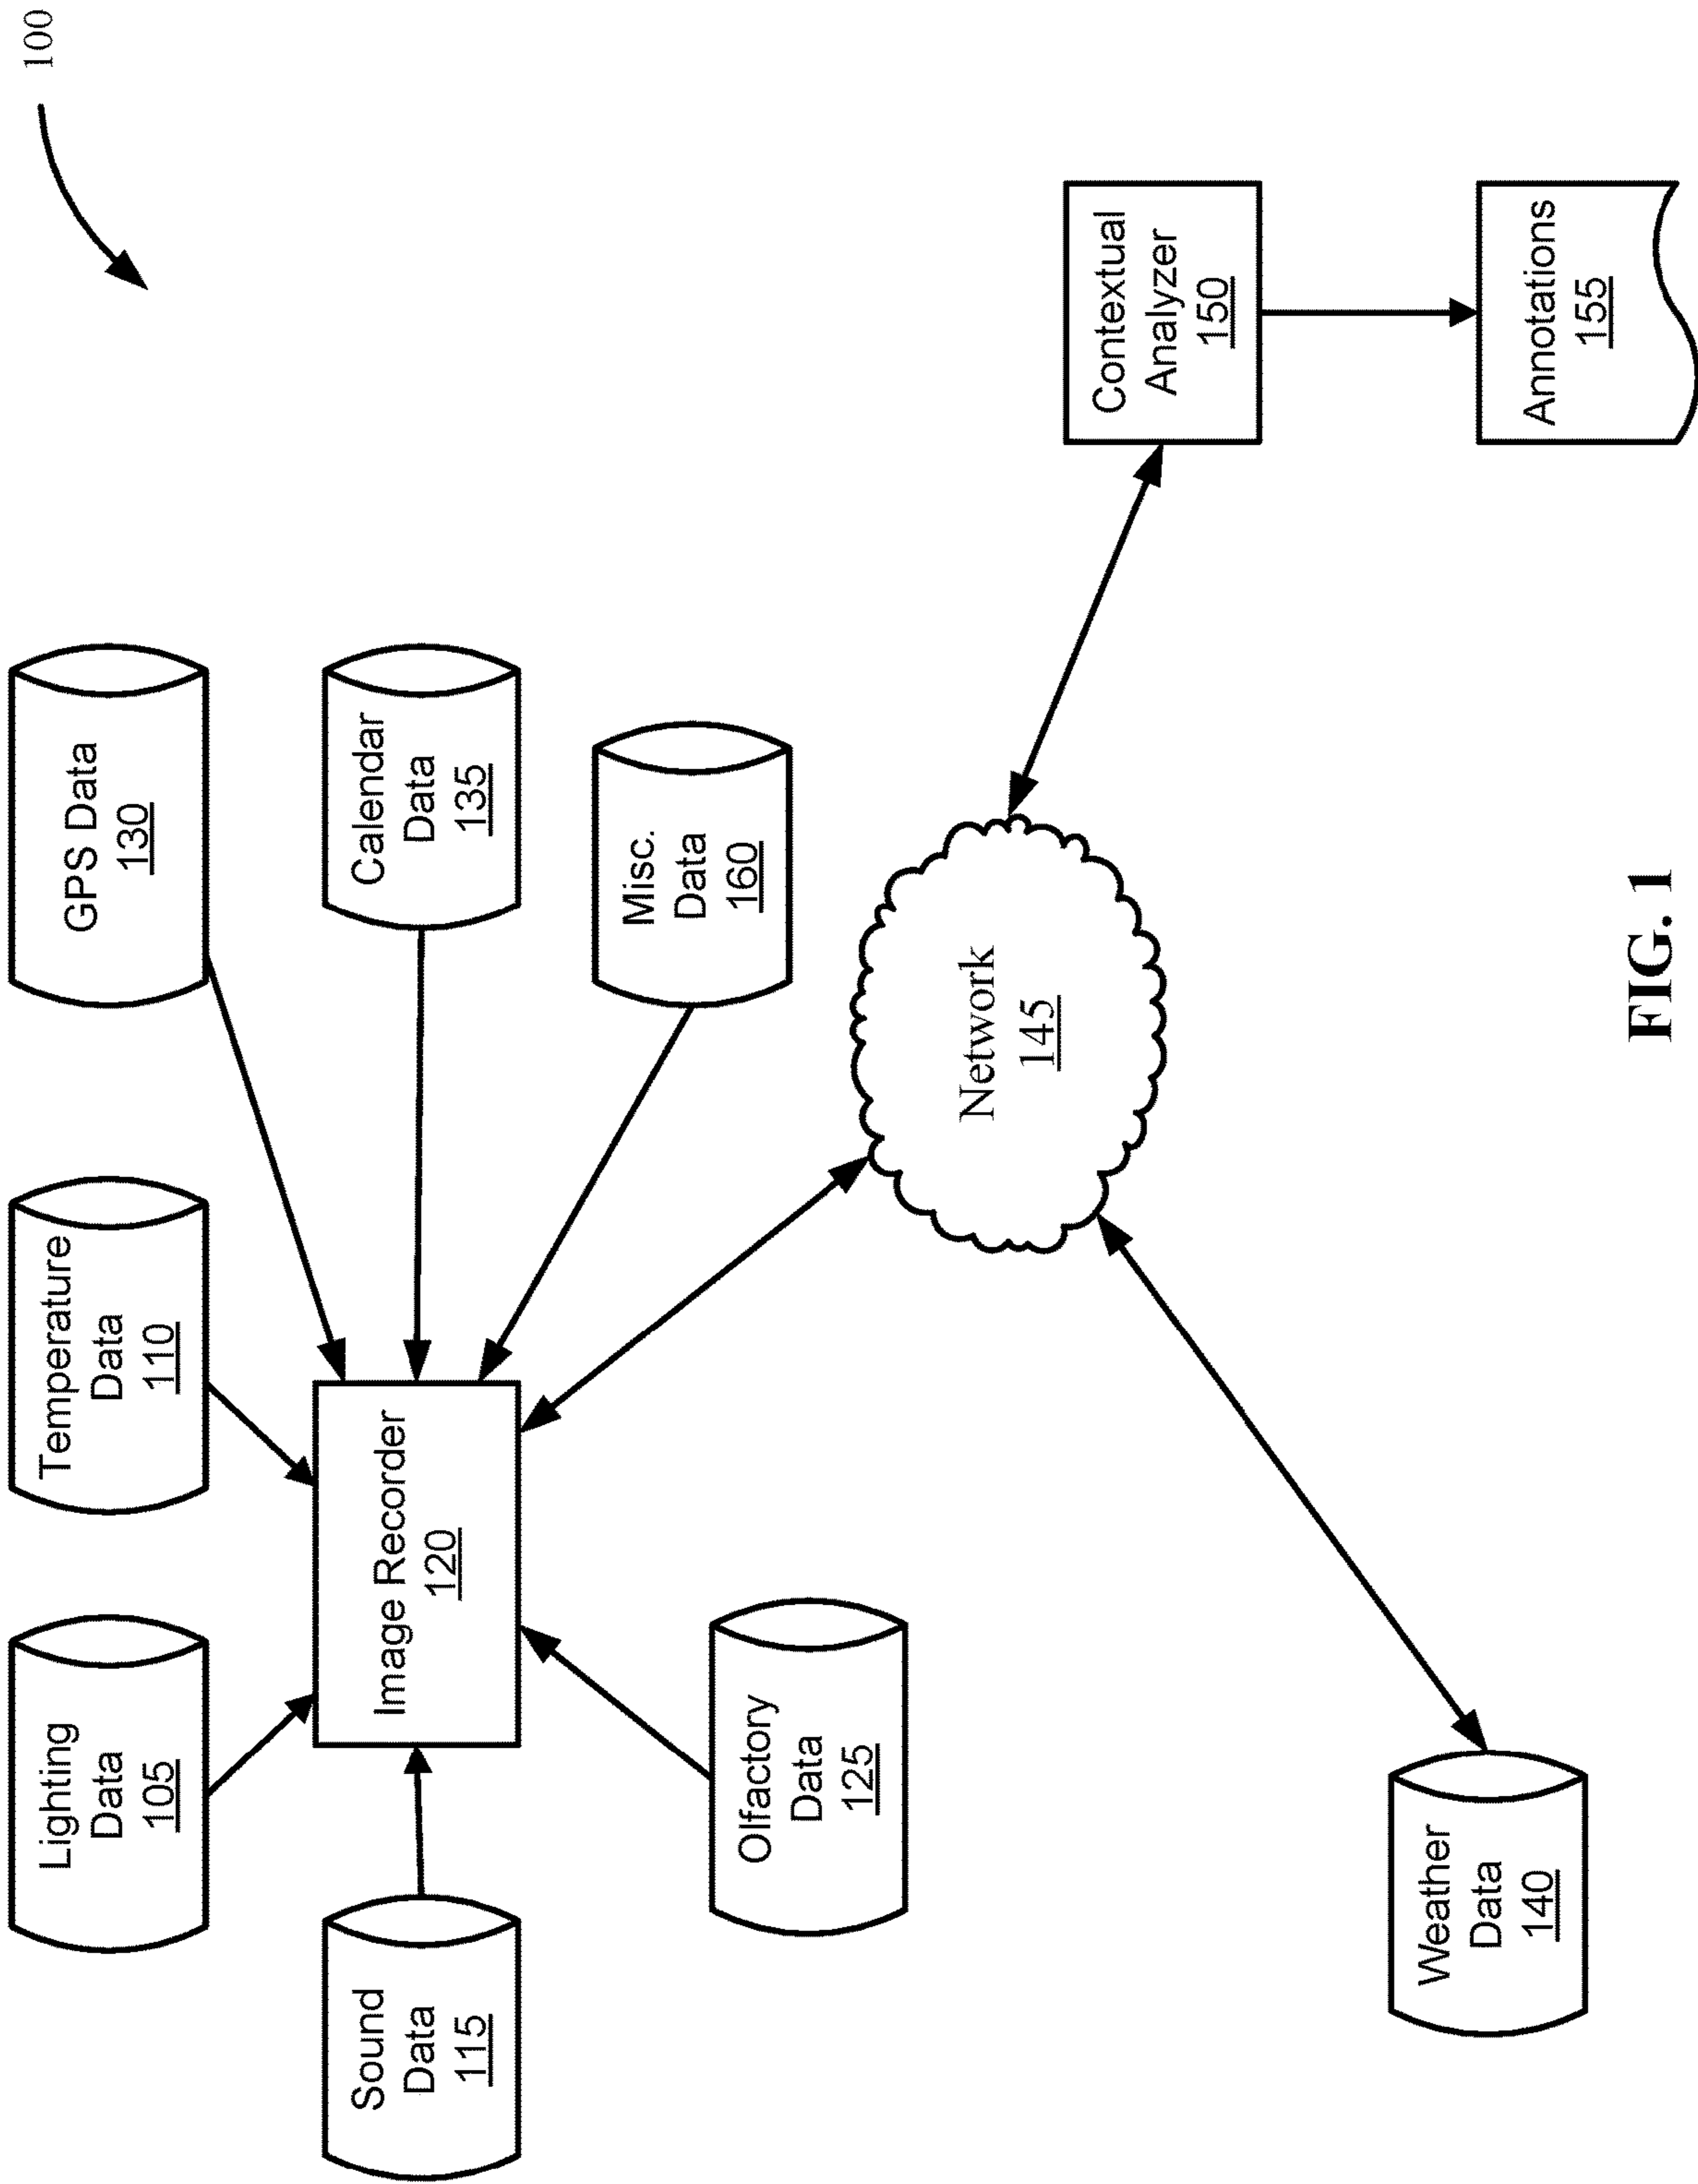 100
Lighting
Data
105
Temperature
Data
110
GPS Data
130
Sound
Data
115
Image Recorder
120
Calendar
Data
135
Olfactory
Data
125
Misc.
Data
160
Network
145
Contextual
Analyzer
150
Weather
Data
140
Annotations
155
FIG. 1